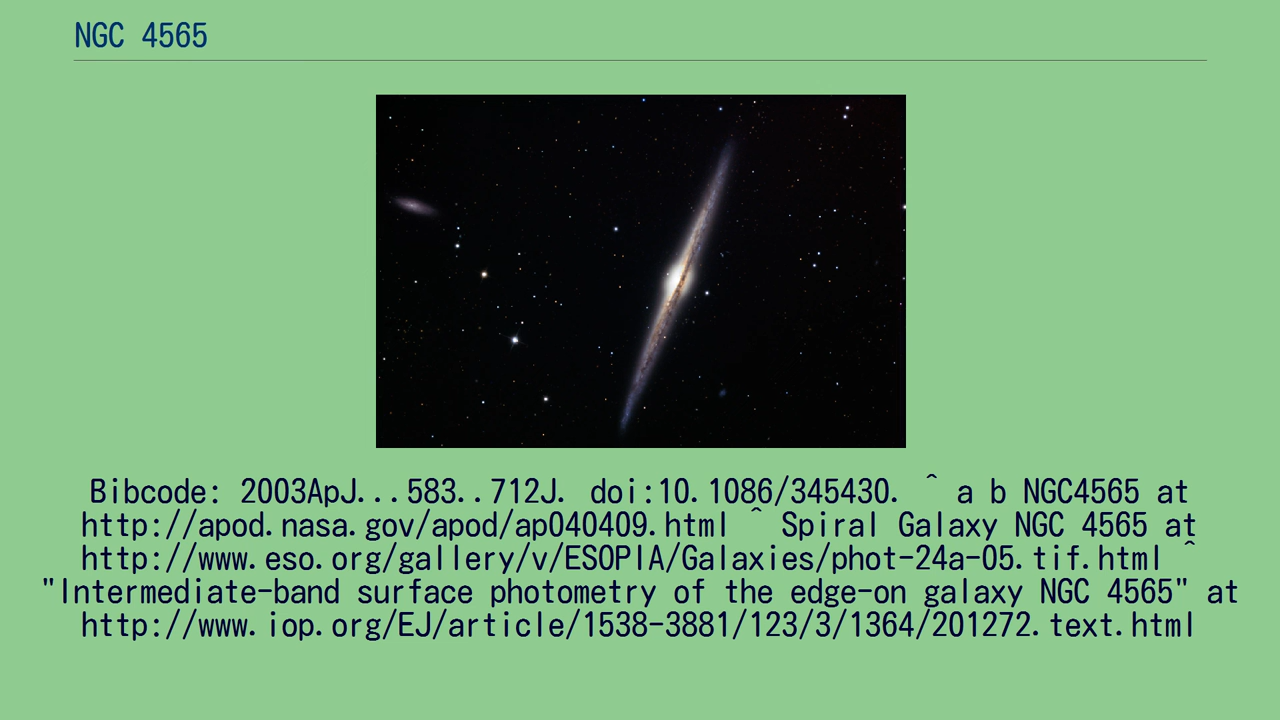 NGC 4565
Bibcode: 2003ApJ...583..712J. doi:10.1086/345430. ^ a b NGC4565 at
http://apod.nasa.gov/apod/ap040409.html ^ Spiral Galaxy NGC 4565 at
http://www.eso.org/gallery/v/ESOPIA/Galaxies/phot-24a-05.tif.html ^
"Intermediate-band surface photometry of the edge-on galaxy NGC 4565" at
http://www.iop.org/EJ/article/1538-3881/123/3/1364/201272.text.html